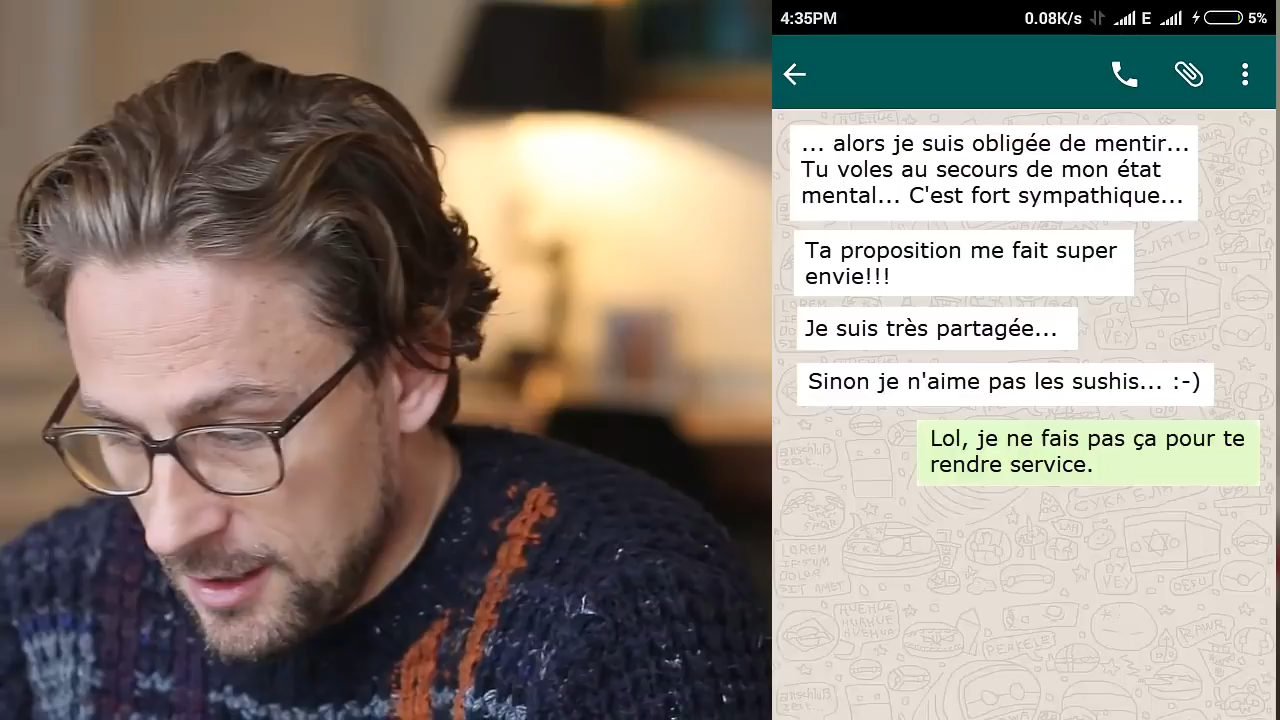 4:35PM 0.08K/s E 5%
... alors je suis obligée de mentir...
Tu voles au secours de mon état
mental... C'est fort sympathique...
Ta proposition me fait super
envie!!!
Je suis très partagée...
Sinon je n'aime pas les sushis... :-)
Lol, je ne fais pas ça pour te
rendre service.